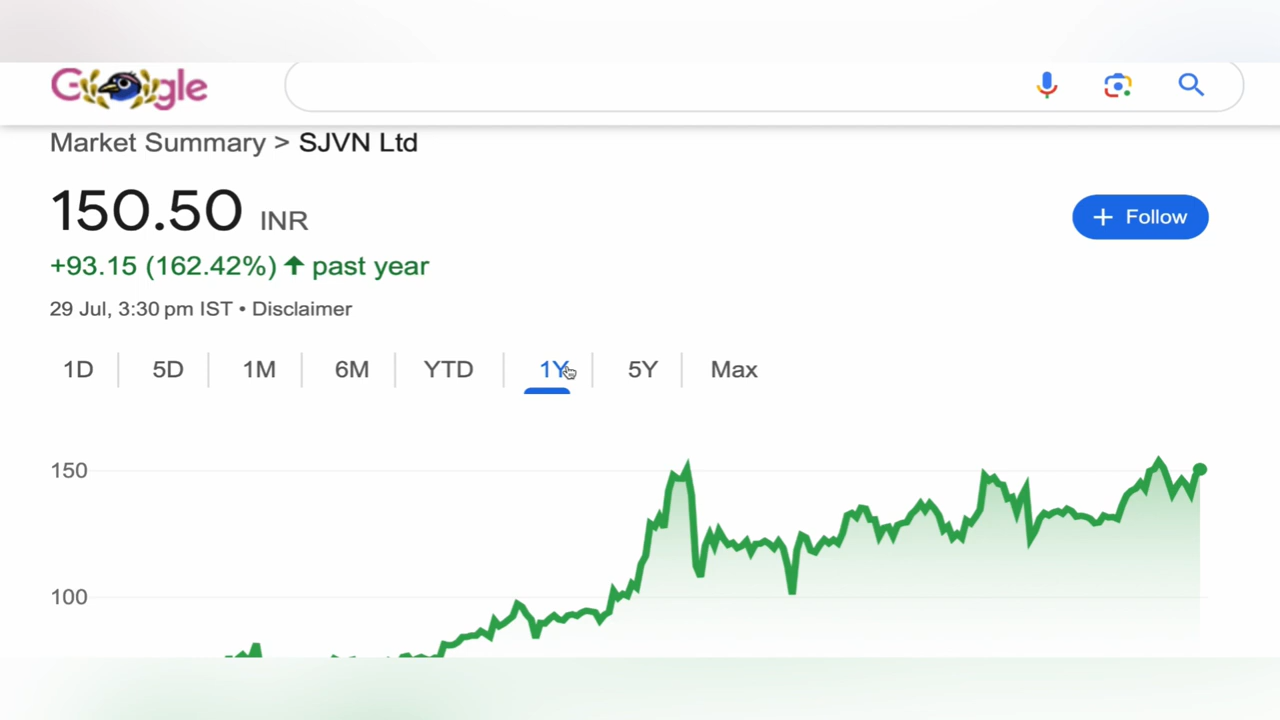 Google
Market Summary > SJVN Ltd
150.50 INR
+ Follow
+93.15 (162.42%) ↑ past year
29 Jul, 3:30 pm IST • Disclaimer
1D 5D 1M 6M YTD 1Y 5Y Max
150
100